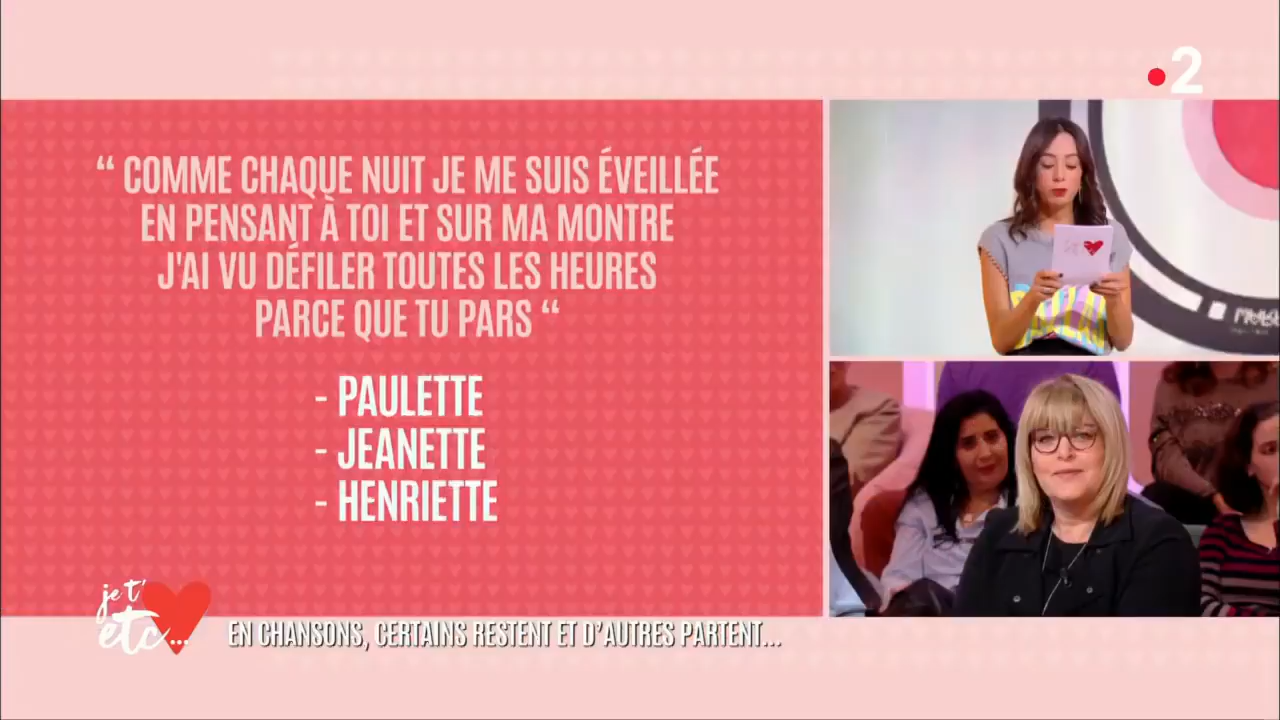 2
“ COMME CHAQUE NUIT JE ME SUIS ÉVEILLÉE
EN PENSANT À TOI ET SUR MA MONTRE
J'AI VU DÉFILER TOUTES LES HEURES
PARCE QUE TU PARS “
- PAULETTE
- JEANETTE
- HENRIETTE
je t'
etc...
EN CHANSONS, CERTAINS RESTENT ET D’AUTRES PARTENT...